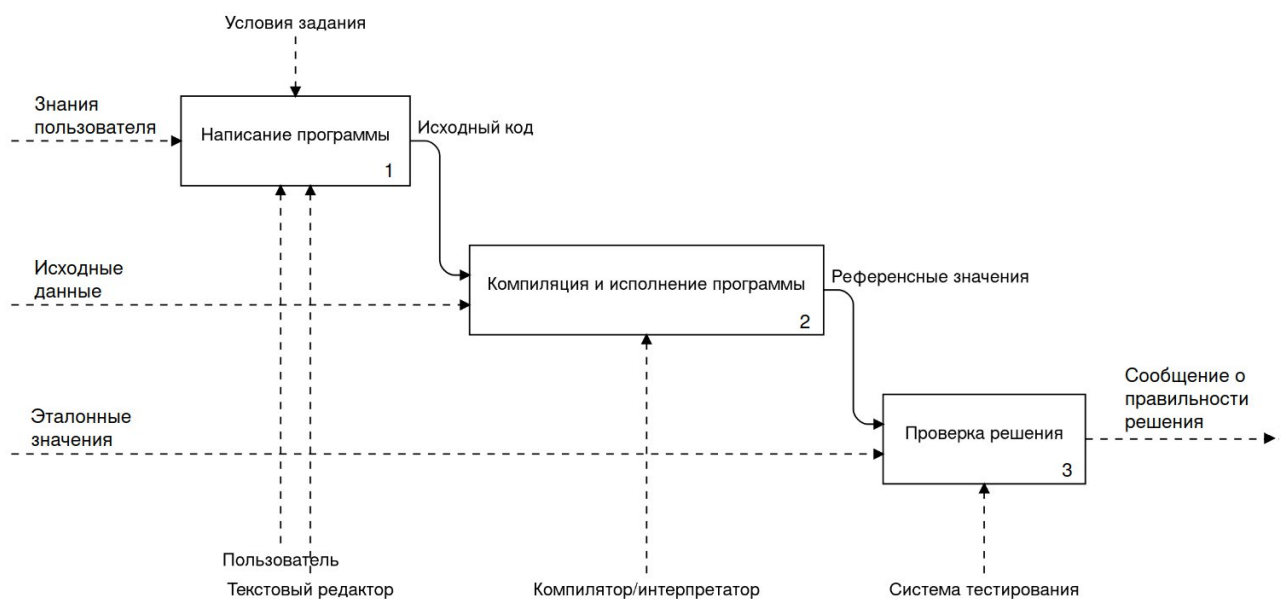 Условия задания
Знания
пользователя
Написание программы
1
Исходный код
Исходные
данные
Компиляция и исполнение программы
2
Референсные значения
Эталонные
значения
Проверка решения
3
Сообщение о
правильности
решения
Пользователь
Текстовый редактор
Компилятор/интерпретатор
Система тестирования